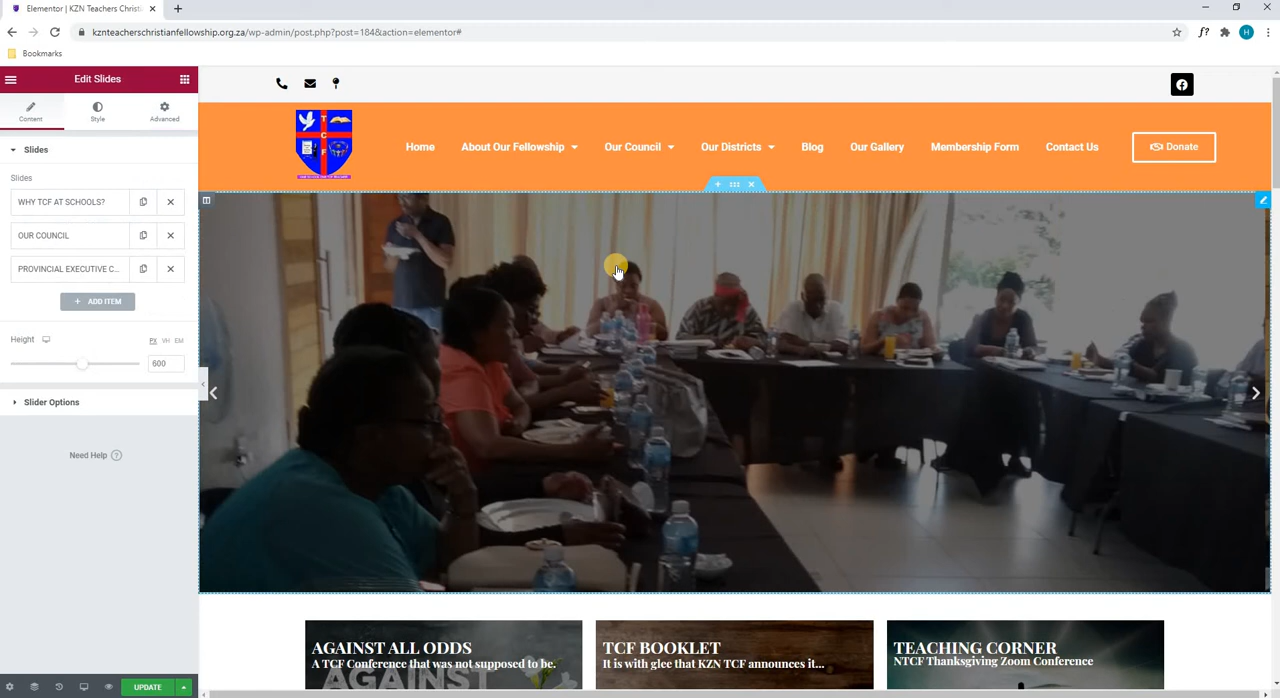 Elementor | KZN Teachers Christi
kznteacherschristianfellowship.org.za/wp-admin/post.php?post=184&action=elementor#
f?
H
Bookmarks
Edit Slides
Content
Style
Advanced
Slides
Slides
WHY TCF AT SCHOOLS?
OUR COUNCIL
PROVINCIAL EXECUTIVE C...
+ ADD ITEM
Height
PX VH EM
600
Slider Options
Need Help ?
UPDATE
T
C
F
Home
About Our Fellowship
Our Council
Our Districts
Blog
Our Gallery
Membership Form
Contact Us
Donate
AGAINST ALL ODDS
A TCF Conference that was not supposed to be.
AGAINST
TCF BOOKLET
It is with glee that KZN TCF announces it...
TEACHING CORNER
NTCF Thanksgiving Zoom Conference